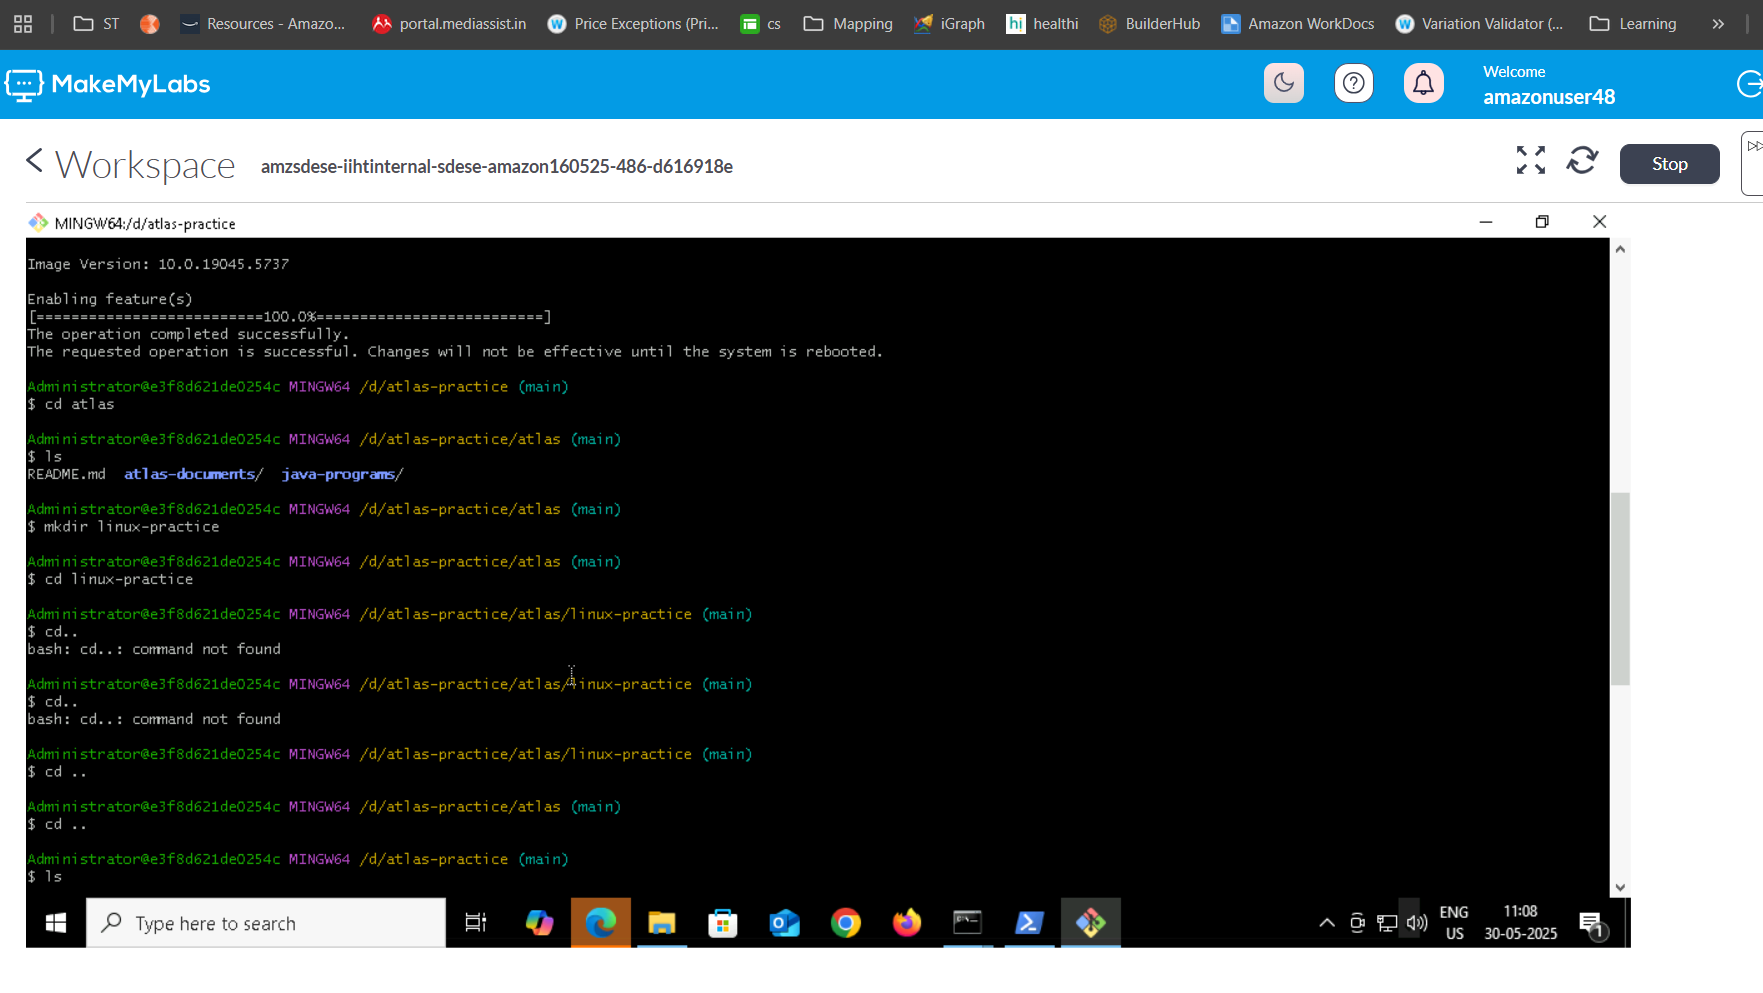 ST
Resources - Amazo...
portal.mediassist.in
Price Exceptions (Pri...
cs
Mapping
iGraph
hi healthi
BuilderHub
Amazon WorkDocs
Variation Validator (...
Learning
»
MakeMyLabs
Welcome
amazonuser48
Workspace
amzsdese-iihtinternal-sdese-amazon160525-486-d616918e
Stop
MINGW64:/d/atlas-practice
Image Version: 10.0.19045.5737
Enabling feature(s)
[==========================100.0%==========================]
The operation completed successfully.
The requested operation is successful. Changes will not be effective until the system is rebooted.
Administrator@e3f8d621de0254c MINGW64 /d/atlas-practice (main)
$ cd atlas
Administrator@e3f8d621de0254c MINGW64 /d/atlas-practice/atlas (main)
$ ls
README.md  atlas-documents/  java-programs/
Administrator@e3f8d621de0254c MINGW64 /d/atlas-practice/atlas (main)
$ mkdir linux-practice
Administrator@e3f8d621de0254c MINGW64 /d/atlas-practice/atlas (main)
$ cd linux-practice
Administrator@e3f8d621de0254c MINGW64 /d/atlas-practice/atlas/linux-practice (main)
$ cd..
bash: cd..: command not found
Administrator@e3f8d621de0254c MINGW64 /d/atlas-practice/atlas/linux-practice (main)
$ cd..
bash: cd..: command not found
Administrator@e3f8d621de0254c MINGW64 /d/atlas-practice/atlas/linux-practice (main)
$ cd ..
Administrator@e3f8d621de0254c MINGW64 /d/atlas-practice/atlas (main)
$ cd ..
Administrator@e3f8d621de0254c MINGW64 /d/atlas-practice (main)
$ ls
Type here to search
ENG
US
11:08
30-05-2025
1